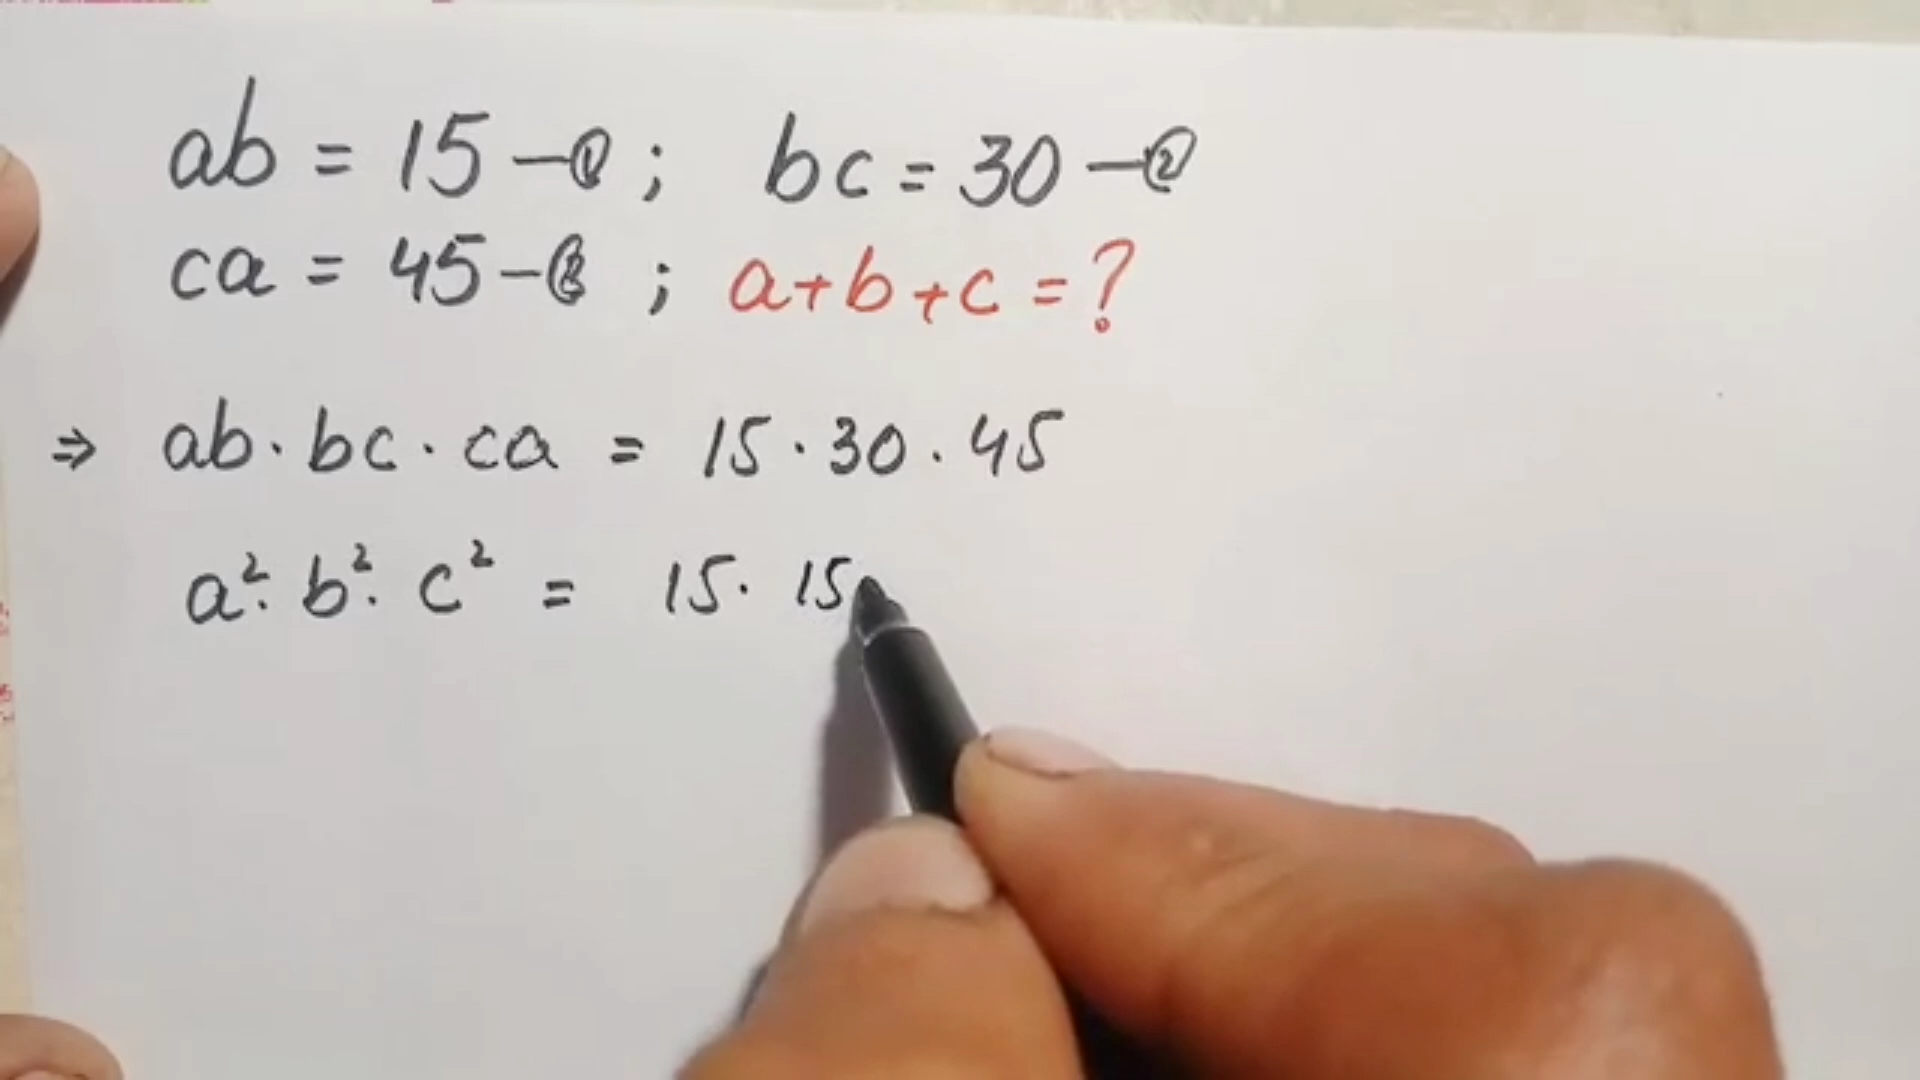 ab = 15 –① ; bc = 30 –②
ca = 45 –③ ; a+b+c = ?
⇒ ab · bc · ca = 15 · 30 · 45
a² · b² · c² = 15 · 15